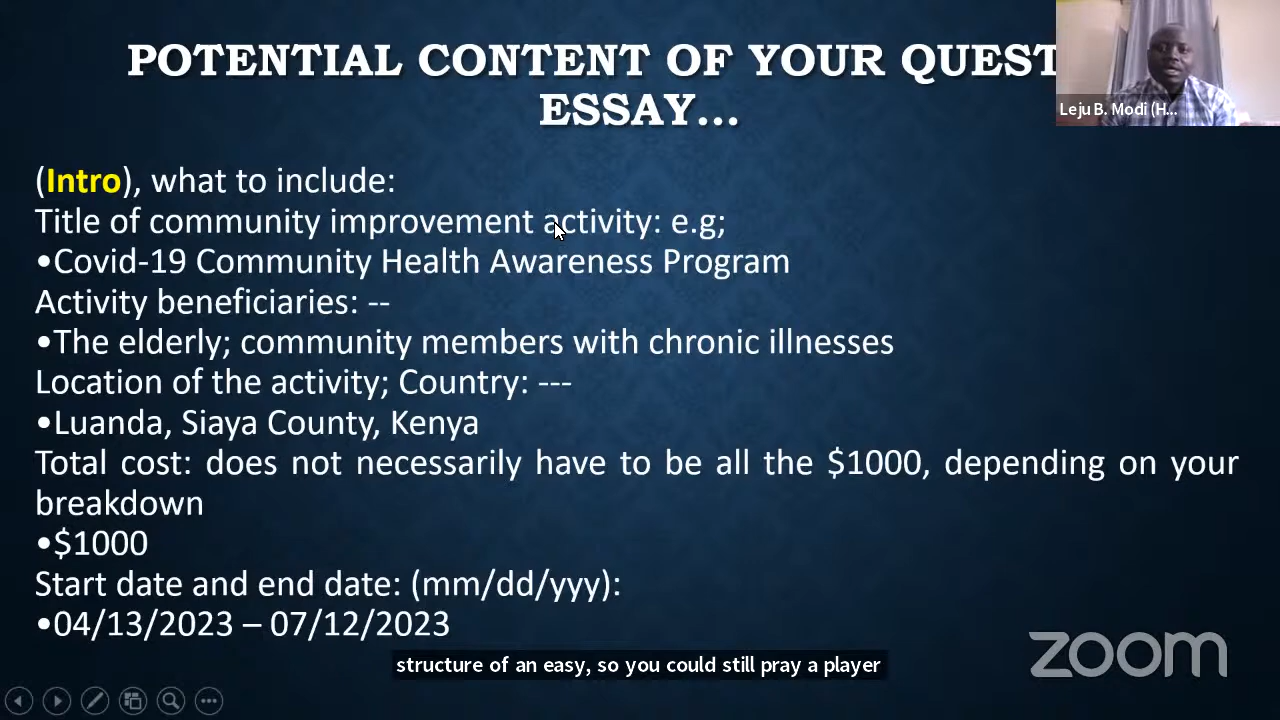 POTENTIAL CONTENT OF YOUR QUEST
ESSAY...
Leju B. Modi (H...
(Intro), what to include:
Title of community improvement activity: e.g;
•Covid-19 Community Health Awareness Program
Activity beneficiaries: --
•The elderly; community members with chronic illnesses
Location of the activity; Country: ---
•Luanda, Siaya County, Kenya
Total cost: does not necessarily have to be all the $1000, depending on your
breakdown
•$1000
Start date and end date: (mm/dd/yyy):
•04/13/2023 – 07/12/2023
structure of an easy, so you could still pray a player
zoom